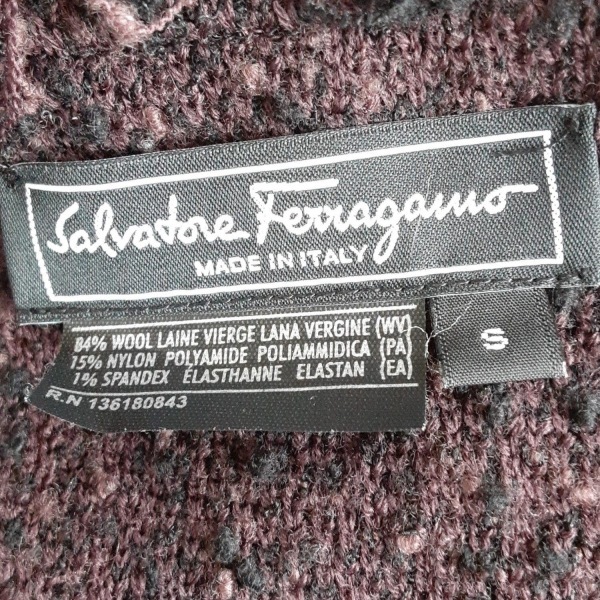 Salvatore Ferragamo
MADE IN ITALY
84% WOOL LAINE VIERGE LANA VERGINE (WV)
15% NYLON POLYAMIDE POLIAMMIDICA (PA)
1% SPANDEX ÉLASTHANNE ELASTAN (EA)
R.N 136180843
S